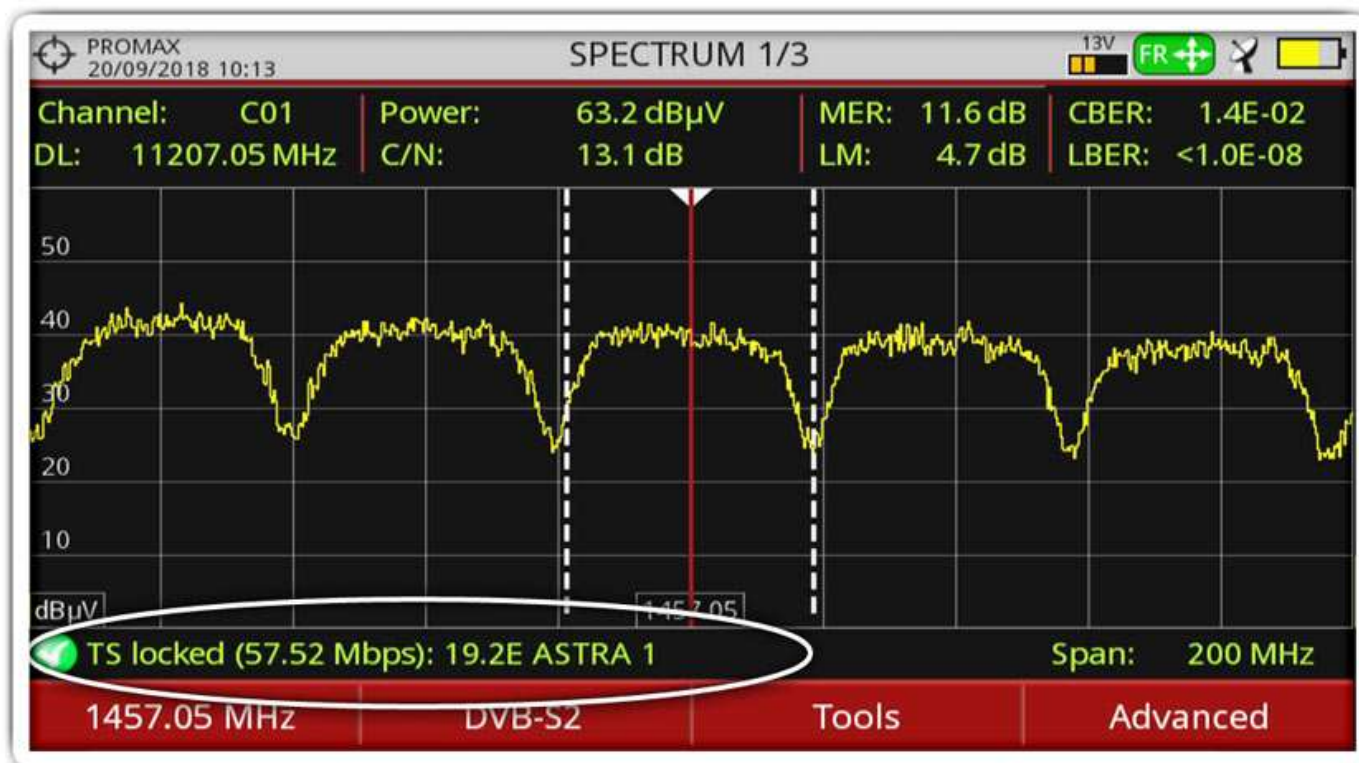 PROMAX
20/09/2018 10:13
SPECTRUM 1/3
13V
FR
Channel: C01
Power: 63.2 dBµV
MER: 11.6 dB
CBER: 1.4E-02
DL: 11207.05 MHz
C/N: 13.1 dB
LM: 4.7 dB
LBER: <1.0E-08
50
40
30
20
10
dBµV
1457.05
TS locked (57.52 Mbps): 19.2E ASTRA 1
Span: 200 MHz
1457.05 MHz
DVB-S2
Tools
Advanced